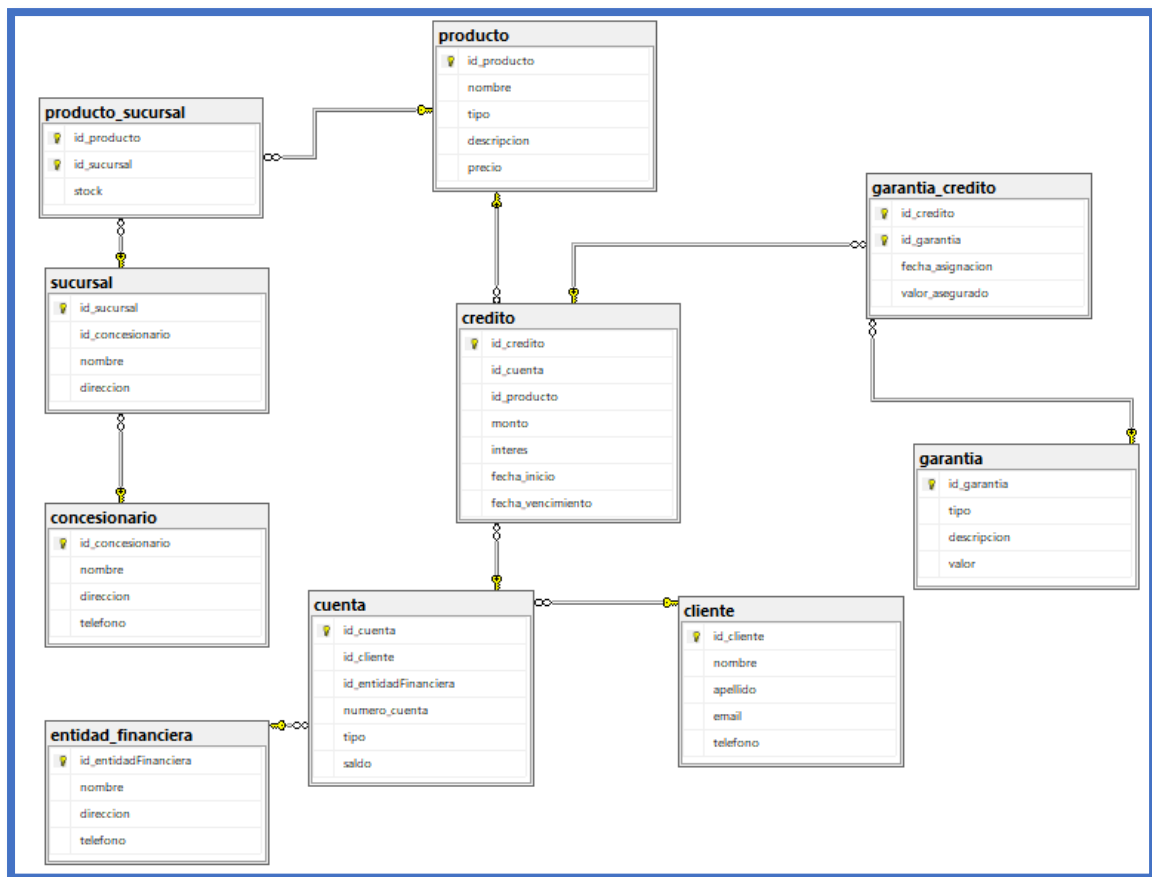 producto
id_producto
nombre
tipo
descripcion
precio
producto_sucursal
id_producto
id_sucursal
stock
garantia_credito
id_credito
id_garantia
fecha_asignacion
valor_asegurado
sucursal
id_sucursal
id_concesionario
nombre
direccion
credito
id_credito
id_cuenta
id_producto
monto
interes
fecha_inicio
fecha_vencimiento
garantia
id_garantia
tipo
descripcion
valor
concesionario
id_concesionario
nombre
direccion
telefono
cuenta
id_cuenta
id_cliente
id_entidadFinanciera
numero_cuenta
tipo
saldo
cliente
id_cliente
nombre
apellido
email
telefono
entidad_financiera
id_entidadFinanciera
nombre
direccion
telefono